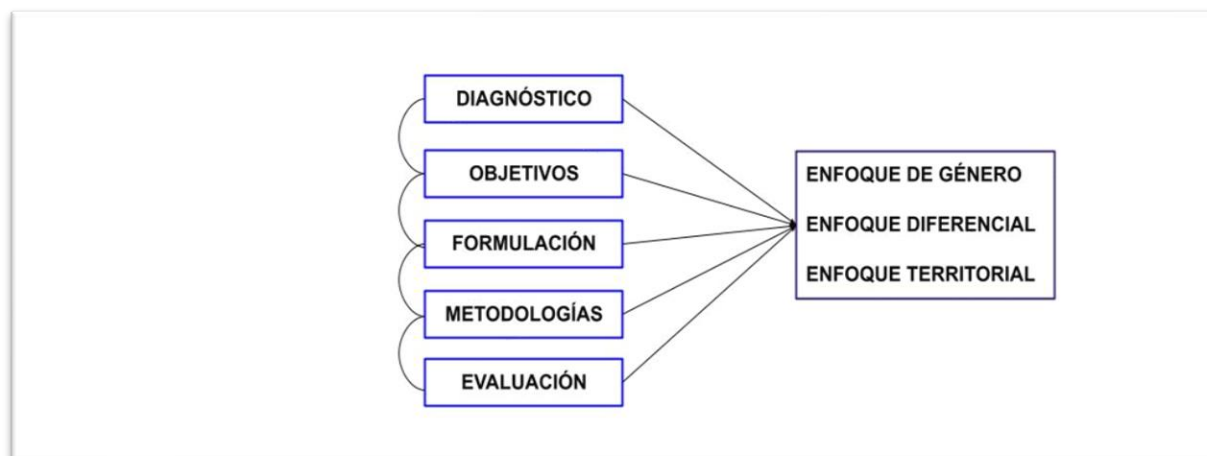 DIAGNÓSTICO
OBJETIVOS
FORMULACIÓN
METODOLOGÍAS
EVALUACIÓN
ENFOQUE DE GÉNERO
ENFOQUE DIFERENCIAL
ENFOQUE TERRITORIAL